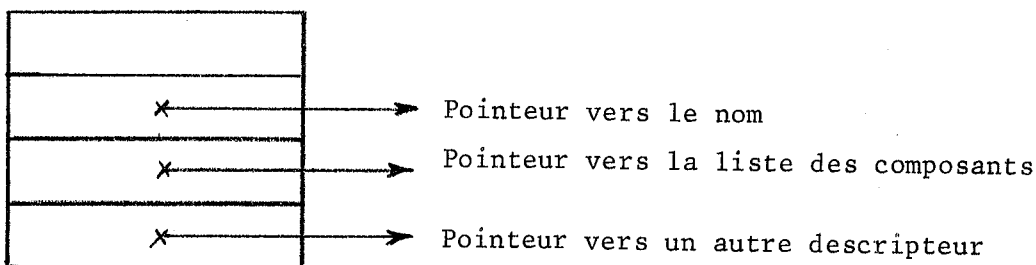 Pointeur vers le nom
Pointeur vers la liste des composants
Pointeur vers un autre descripteur